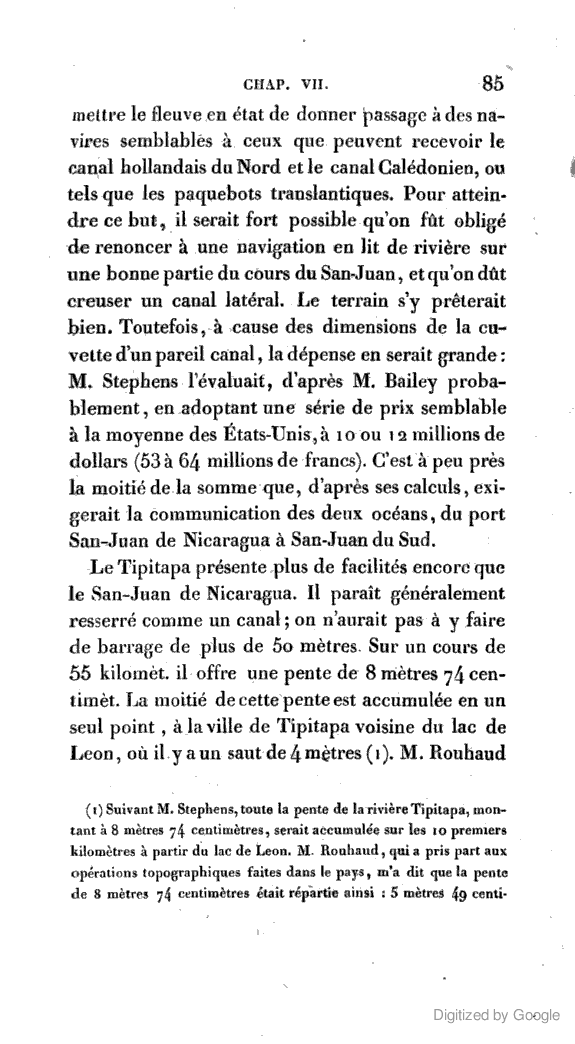 CHAP. VII. 85
mettre le fleuve en état de donner passage à des na-
vires semblables à ceux que peuvent recevoir le
canal hollandais du Nord et le canal Calédonien, ou
tels que les paquebots translantiques. Pour attein-
dre ce but, il serait fort possible qu'on fût obligé
de renoncer à une navigation en lit de rivière sur
une bonne partie du cours du San-Juan, et qu'on dût
creuser un canal latéral. Le terrain s'y prêterait
bien. Toutefois, à cause des dimensions de la cu-
vette d'un pareil canal, la dépense en serait grande :
M. Stephens l'évaluait, d'après M. Bailey proba-
blement, en adoptant une série de prix semblable
à la moyenne des États-Unis, à 10 ou 12 millions de
dollars (53 à 64 millions de francs). C'est à peu près
la moitié de la somme que, d'après ses calculs, exi-
gerait la communication des deux océans, du port
San-Juan de Nicaragua à San-Juan du Sud.
Le Tipitapa présente plus de facilités encore que
le San-Juan de Nicaragua. Il paraît généralement
resserré comme un canal ; on n'aurait pas à y faire
de barrage de plus de 50 mètres. Sur un cours de
55 kilomèt. il offre une pente de 8 mètres 74 cen-
timèt. La moitié de cette pente est accumulée en un
seul point, à la ville de Tipitapa voisine du lac de
Leon, où il y a un saut de 4 mètres (1). M. Rouhaud
(1) Suivant M. Stephens, toute la pente de la rivière Tipitapa, mon-
tant à 8 mètres 74 centimètres, serait accumulée sur les 10 premiers
kilomètres à partir du lac de Leon. M. Rouhaud, qui a pris part aux
opérations topographiques faites dans le pays, m'a dit que la pente
de 8 mètres 74 centimètres était répartie ainsi : 5 mètres 49 centi-
Digitized by Google